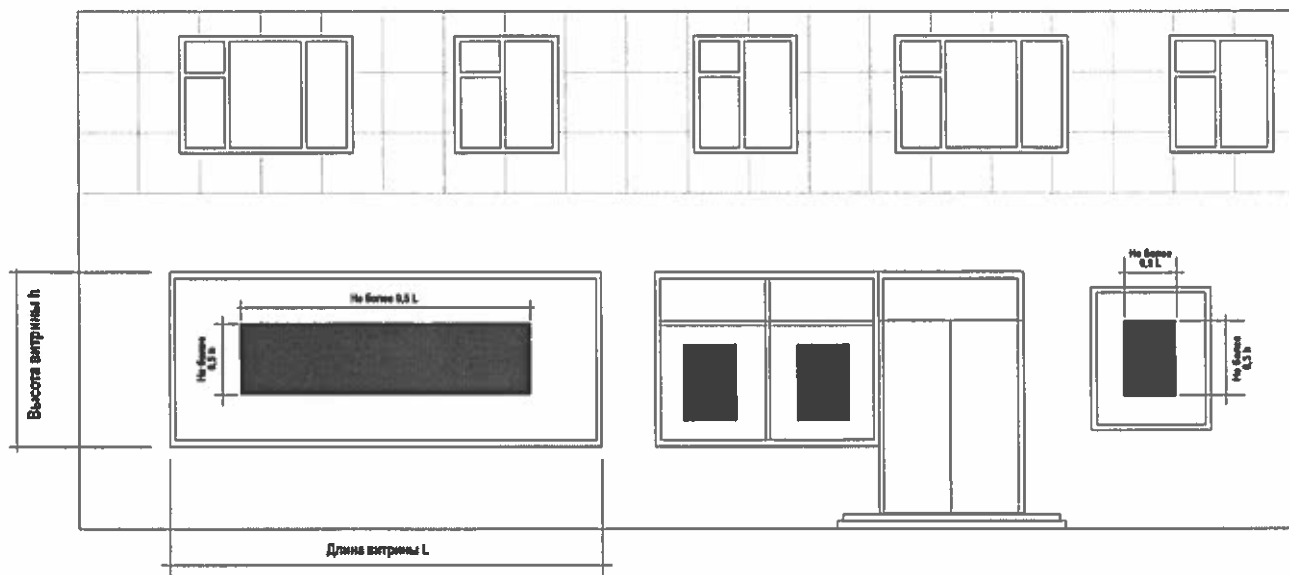 Не более
0,5 L
Не более 0,5 L
Не более
0,5 h
Не более
0,5 h
Высота витрины h
Длина витрины L